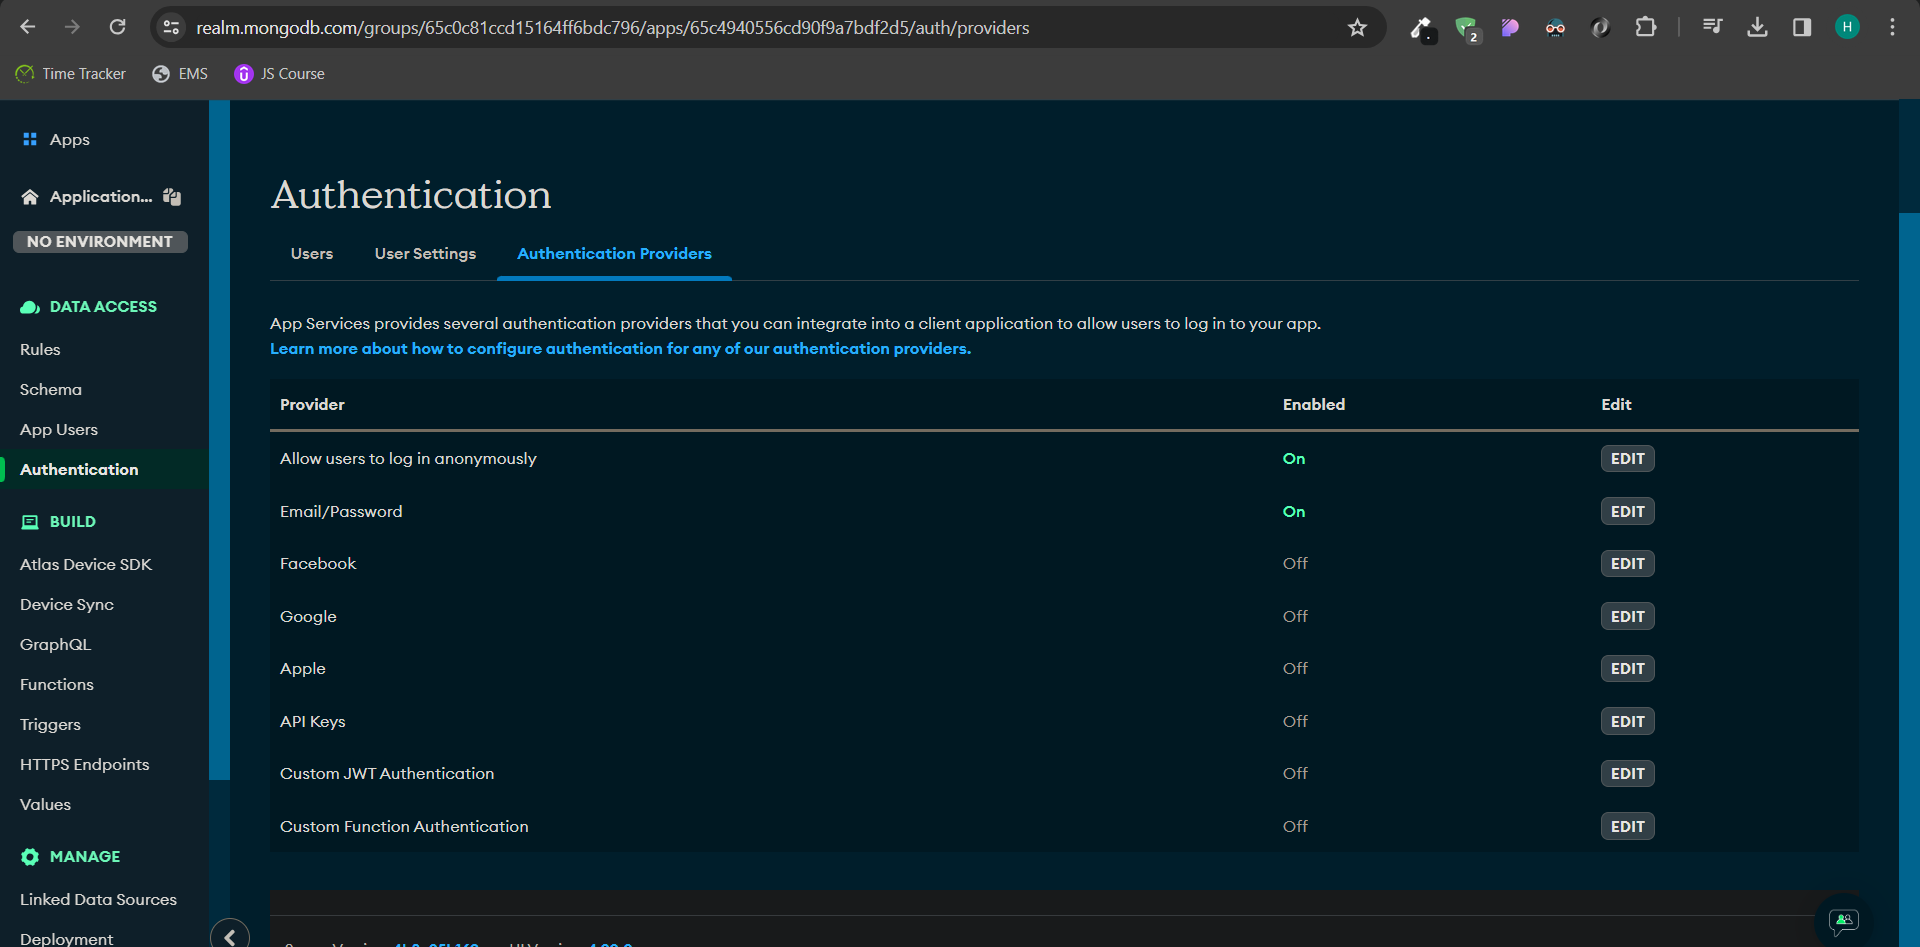 realm.mongodb.com/groups/65c0c81ccd15164ff6bdc796/apps/65c4940556cd90f9a7bdf2d5/auth/providers
2
H
Time Tracker
EMS
JS Course
Apps
Application...
NO ENVIRONMENT
DATA ACCESS
Rules
Schema
App Users
Authentication
BUILD
Atlas Device SDK
Device Sync
GraphQL
Functions
Triggers
HTTPS Endpoints
Values
MANAGE
Linked Data Sources
Deployment
Authentication
Users User Settings Authentication Providers
App Services provides several authentication providers that you can integrate into a client application to allow users to log in to your app.
Learn more about how to configure authentication for any of our authentication providers.
Provider Enabled Edit
Allow users to log in anonymously On EDIT
Email/Password On EDIT
Facebook Off EDIT
Google Off EDIT
Apple Off EDIT
API Keys Off EDIT
Custom JWT Authentication Off EDIT
Custom Function Authentication Off EDIT